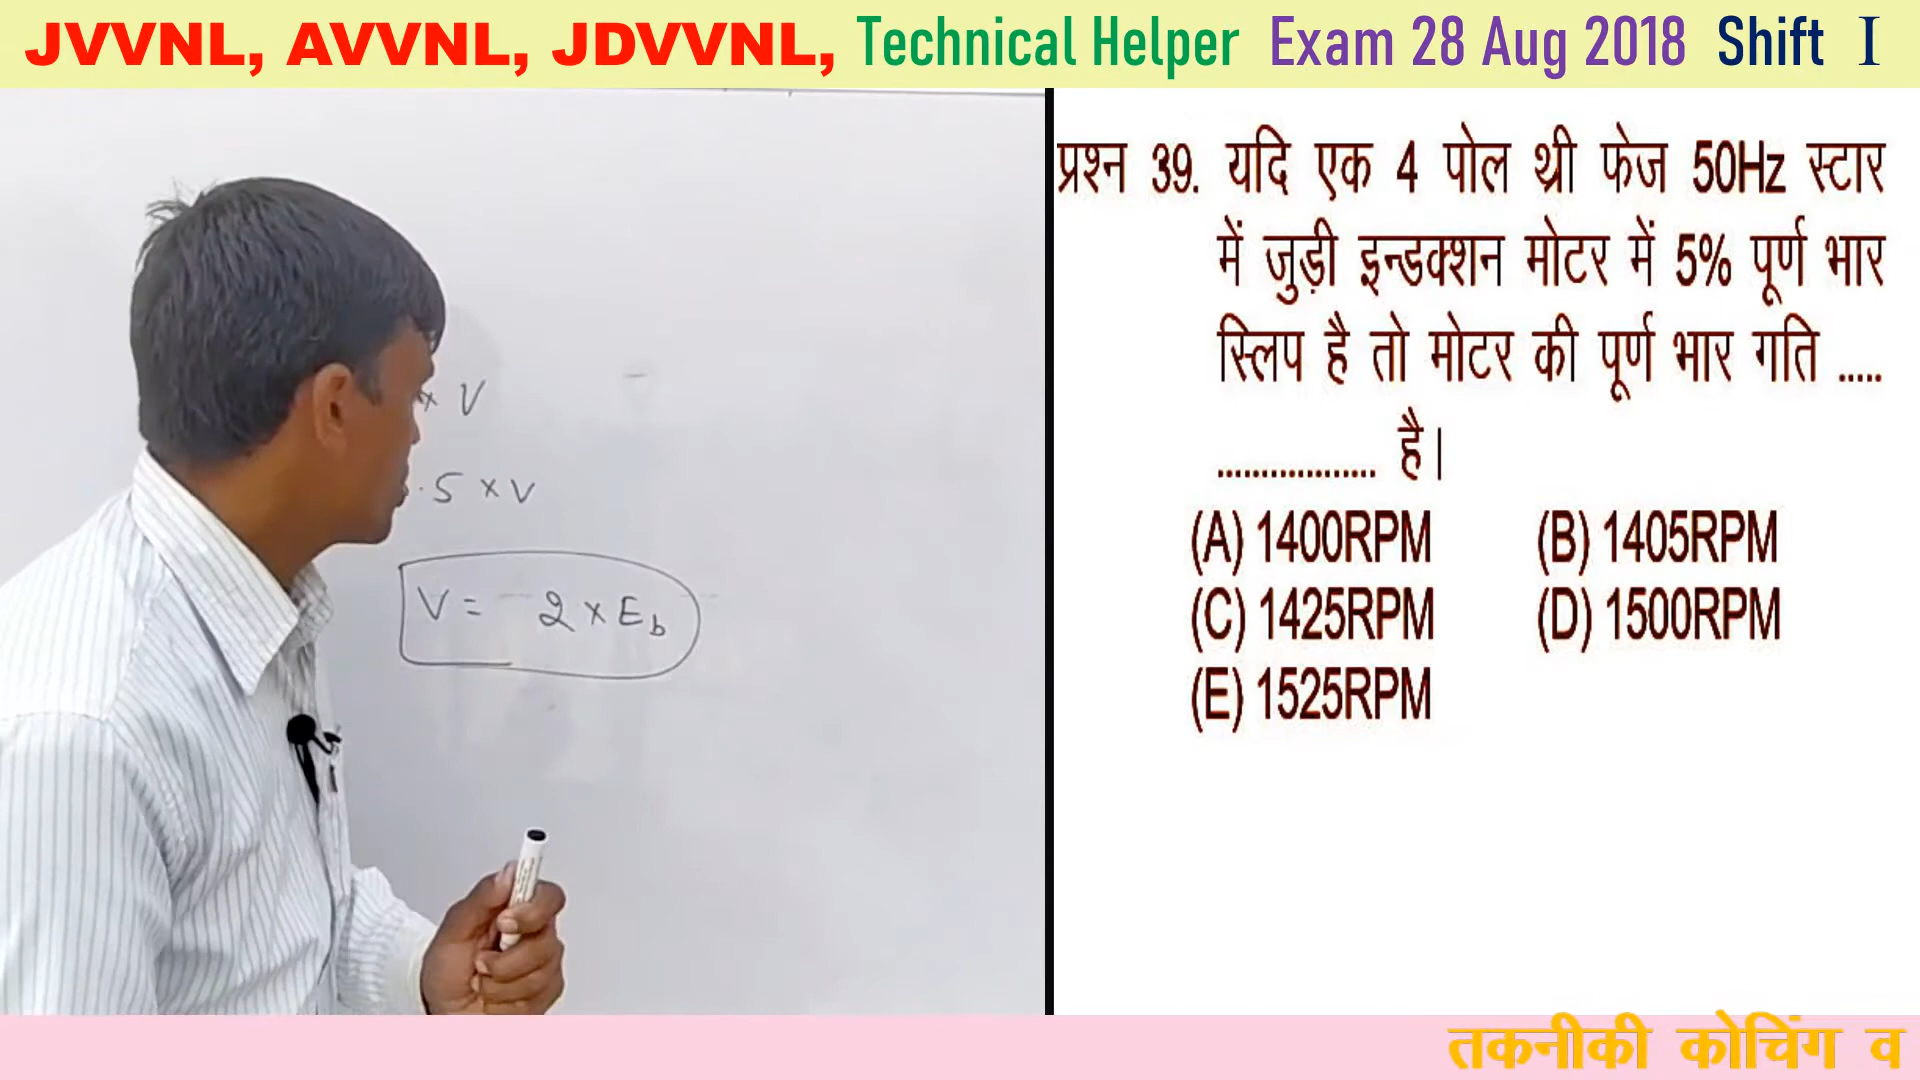 JVVNL, AVVNL, JDVVNL, Technical Helper Exam 28 Aug 2018 Shift I
x V
.5 x V
V = 2 x Eb
प्रश्न 39. यदि एक 4 पोल थ्री फेज 50Hz स्टार
में जुड़ी इन्डक्शन मोटर में 5% पूर्ण भार
स्लिप है तो मोटर की पूर्ण भार गति .....
.................. है।
(A) 1400RPM (B) 1405RPM
(C) 1425RPM (D) 1500RPM
(E) 1525RPM
तकनीकी कोचिंग व